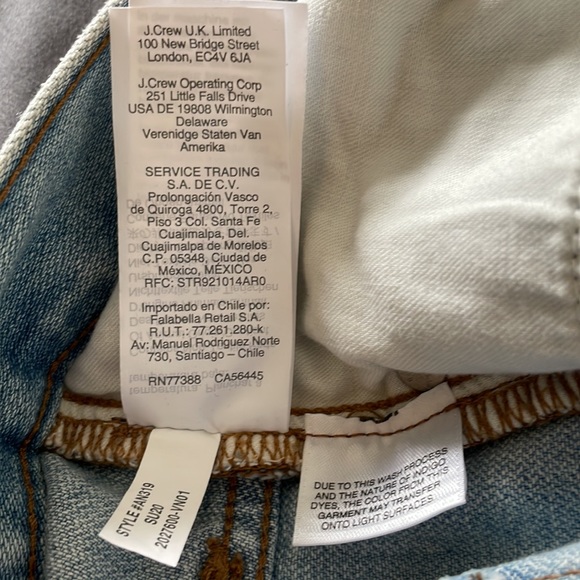 J.Crew U.K. Limited
100 New Bridge Street
London, EC4V 6JA
J.Crew Operating Corp
251 Little Falls Drive
USA DE 19808 Wilmington
Delaware
Verenidge Staten Van
Amerika
SERVICE TRADING
S.A. DE C.V.
Prolongación Vasco
de Quiroga 4800, Torre 2,
Piso 3 Col. Santa Fe
Cuajimalpa, Del.
Cuajimalpa de Morelos
C.P. 05348, Ciudad de
México, MÉXICO
RFC: STR921014AR0
Importado en Chile por:
Falabella Retail S.A.
R.U.T.: 77.261.280-k
Av: Manuel Rodriguez Norte
730, Santiago – Chile
RN77388 CA56445
STYLE #AN319
SU20
2027600-VN01
DUE TO THIS WASH PROCESS
AND THE NATURE OF INDIGO
DYES, THE COLOR FROM THIS
GARMENT MAY TRANSFER
ONTO LIGHT SURFACES.